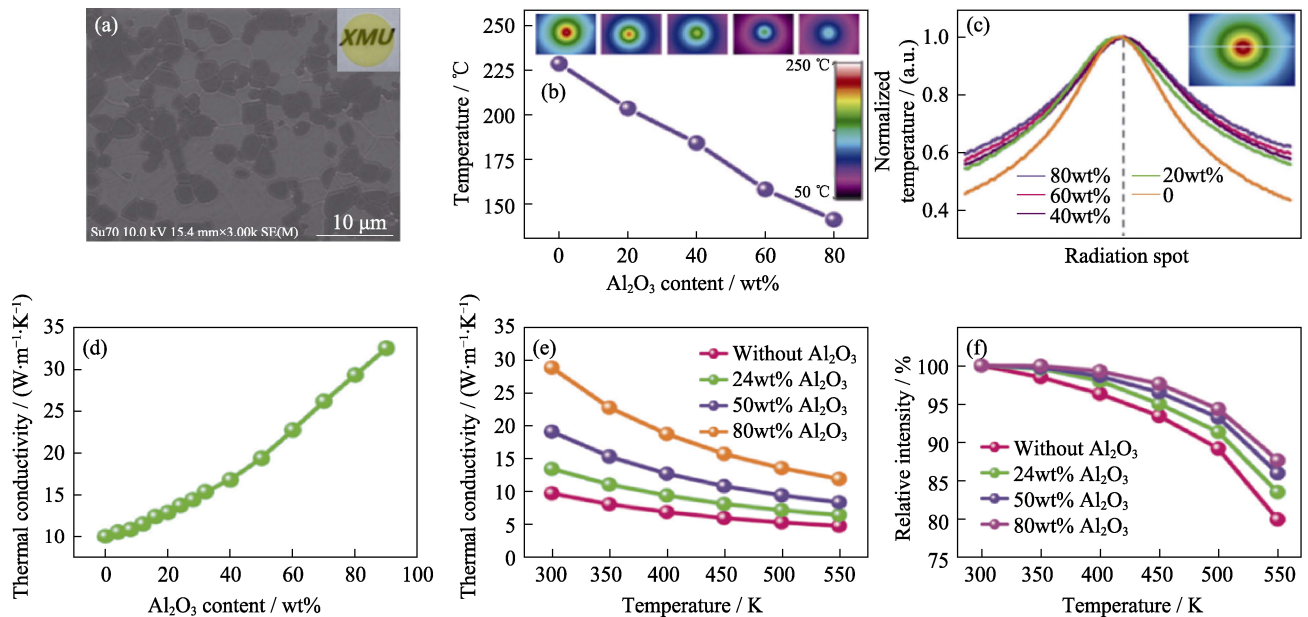 (a)
XMU
Su70 10.0 kV 15.4 mm×3.00k SE(M)
10 μm
Temperature / ℃
225
200
175
150
(b)
250 ℃
50 ℃
0 20 40 60 80
Al₂O₃ content / wt%
Normalized
temperature / (a.u.)
1.0
0.8
0.6
0.4
(c)
80wt%
60wt%
40wt%
20wt%
0
Radiation spot
Thermal conductivity / (W·m⁻¹·K⁻¹)
35
30
25
20
15
10
(d)
0 20 40 60 80 100
Al₂O₃ content / wt%
Thermal conductivity / (W·m⁻¹·K⁻¹)
35
30
25
20
15
10
5
0
(e)
Without Al₂O₃
24wt% Al₂O₃
50wt% Al₂O₃
80wt% Al₂O₃
300 350 400 450 500 550
Temperature / K
Relative intensity / %
100
95
90
85
80
75
(f)
Without Al₂O₃
24wt% Al₂O₃
50wt% Al₂O₃
80wt% Al₂O₃
300 350 400 450 500 550
Temperature / K